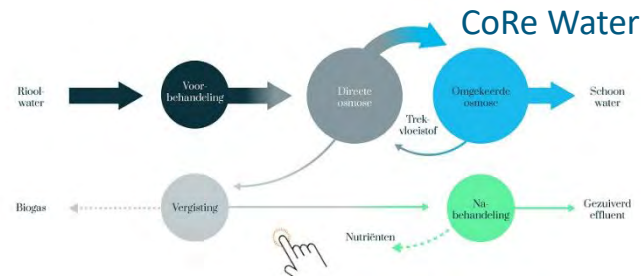 CoRe Water
Riool-
water
Voor-
behandeling
Directe
osmose
Omgekeerde
osmose
Schoon
water
Trek-
vloeistof
Biogas
Vergisting
Na-
behandeling
Gezuiverd
effluent
Nutriënten